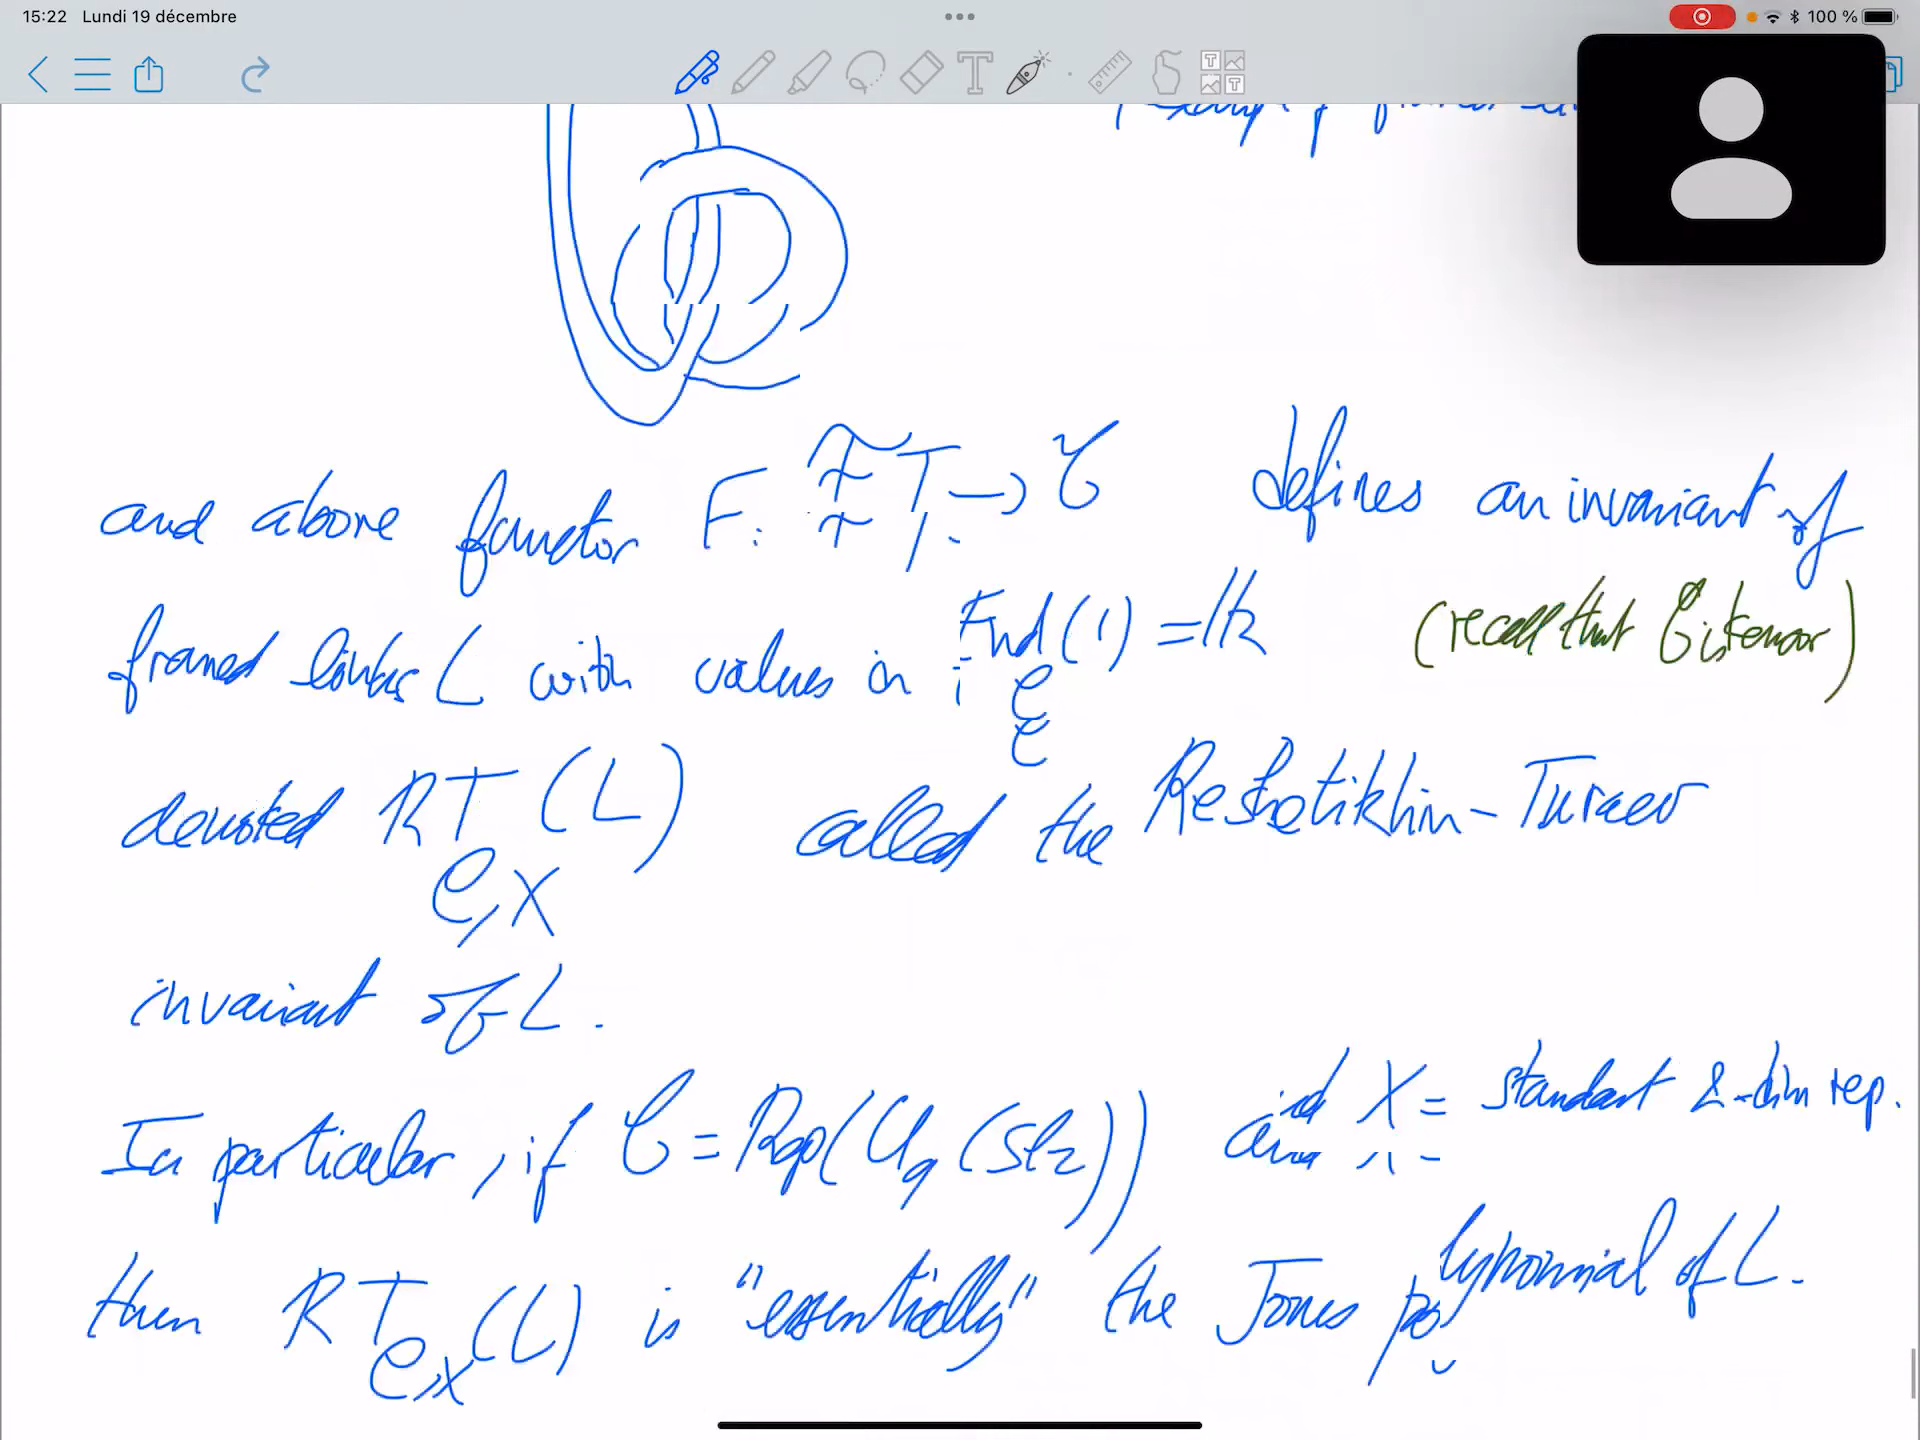 15:22 Lundi 19 décembre
100 %
and above functor F: FT → C defines an invariant of
framed links L with values in End_C(1) = 𝕜 (recall that C is tensor)
denoted RT_{C,X}(L) called the Reshetikhin-Turaev
invariant of L.
In particular, if C = Rep(U_q(sl_2)) and X = standart 2-dim rep.
then RT_{C,X}(L) is "essentially" the Jones polynomial of L.